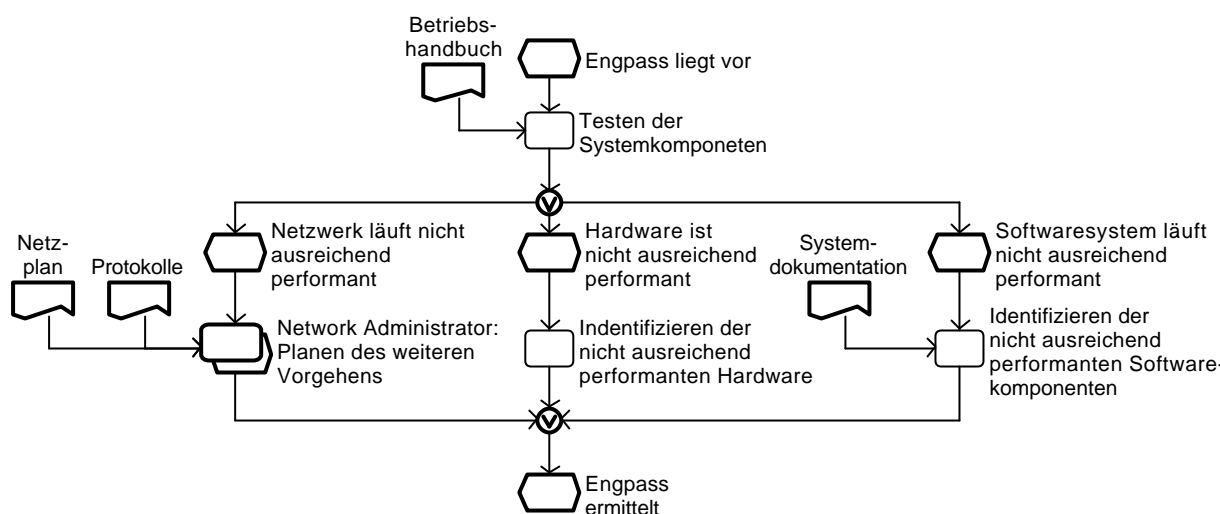 Betriebs-
handbuch
Engpass liegt vor
Testen der
Systemkomponeten
Netz-
plan
Protokolle
Netzwerk läuft nicht
ausreichend
performant
Hardware ist
nicht ausreichend
performant
System-
dokumentation
Softwaresystem läuft
nicht ausreichend
performant
Network Administrator:
Planen des weiteren
Vorgehens
Indentifizieren der
nicht ausreichend
performanten Hardware
Identifizieren der
nicht ausreichend
performanten Software-
komponenten
Engpass
ermittelt